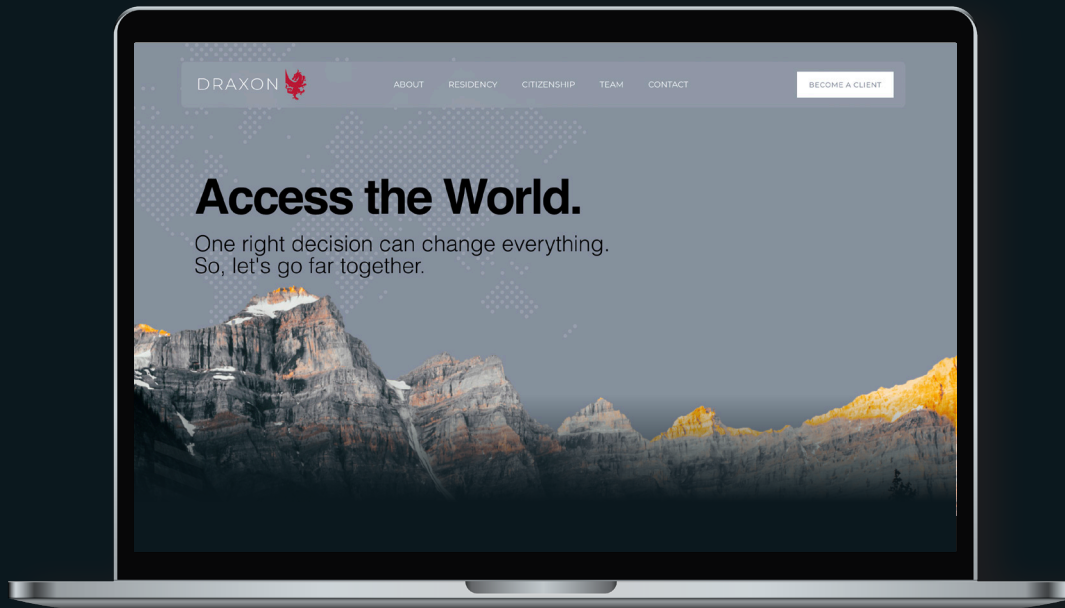 DRAXON
ABOUT RESIDENCY CITIZENSHIP TEAM CONTACT
BECOME A CLIENT
Access the World.
One right decision can change everything.
So, let's go far together.